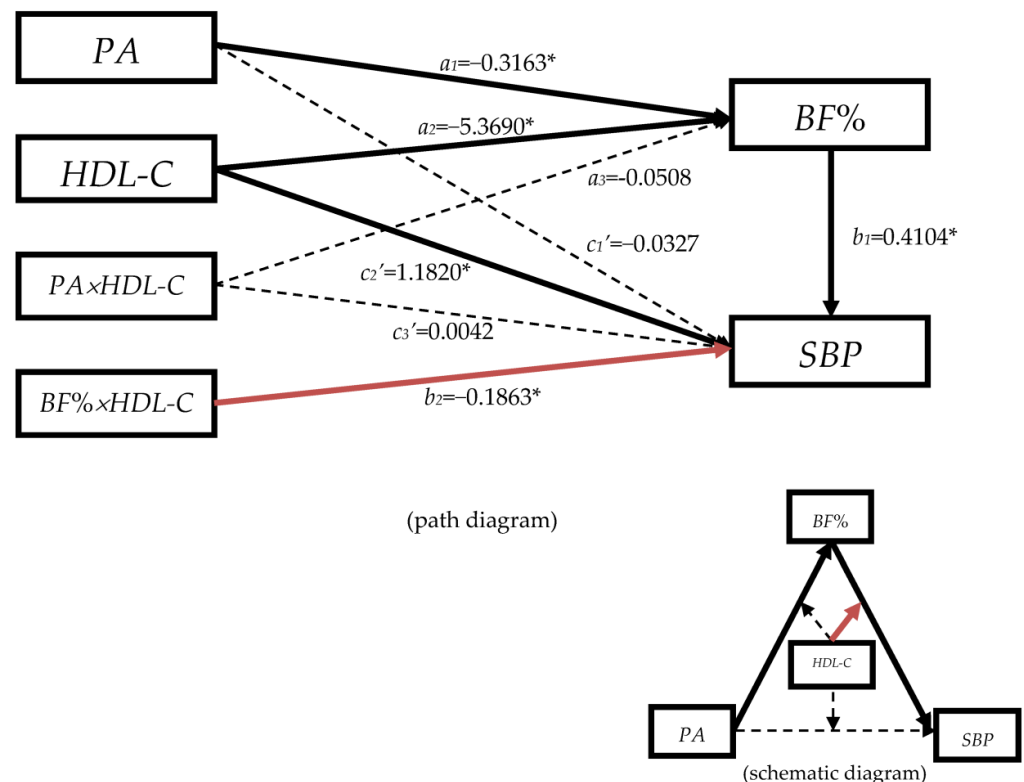 PA
a1=–0.3163*
BF%
a2=–5.3690*
HDL-C
a3=-0.0508
c1′=–0.0327
b1=0.4104*
PA×HDL-C
c2′=1.1820*
c3′=0.0042
SBP
BF%×HDL-C
b2=–0.1863*
(path diagram)
BF%
HDL-C
PA
SBP
(schematic diagram)